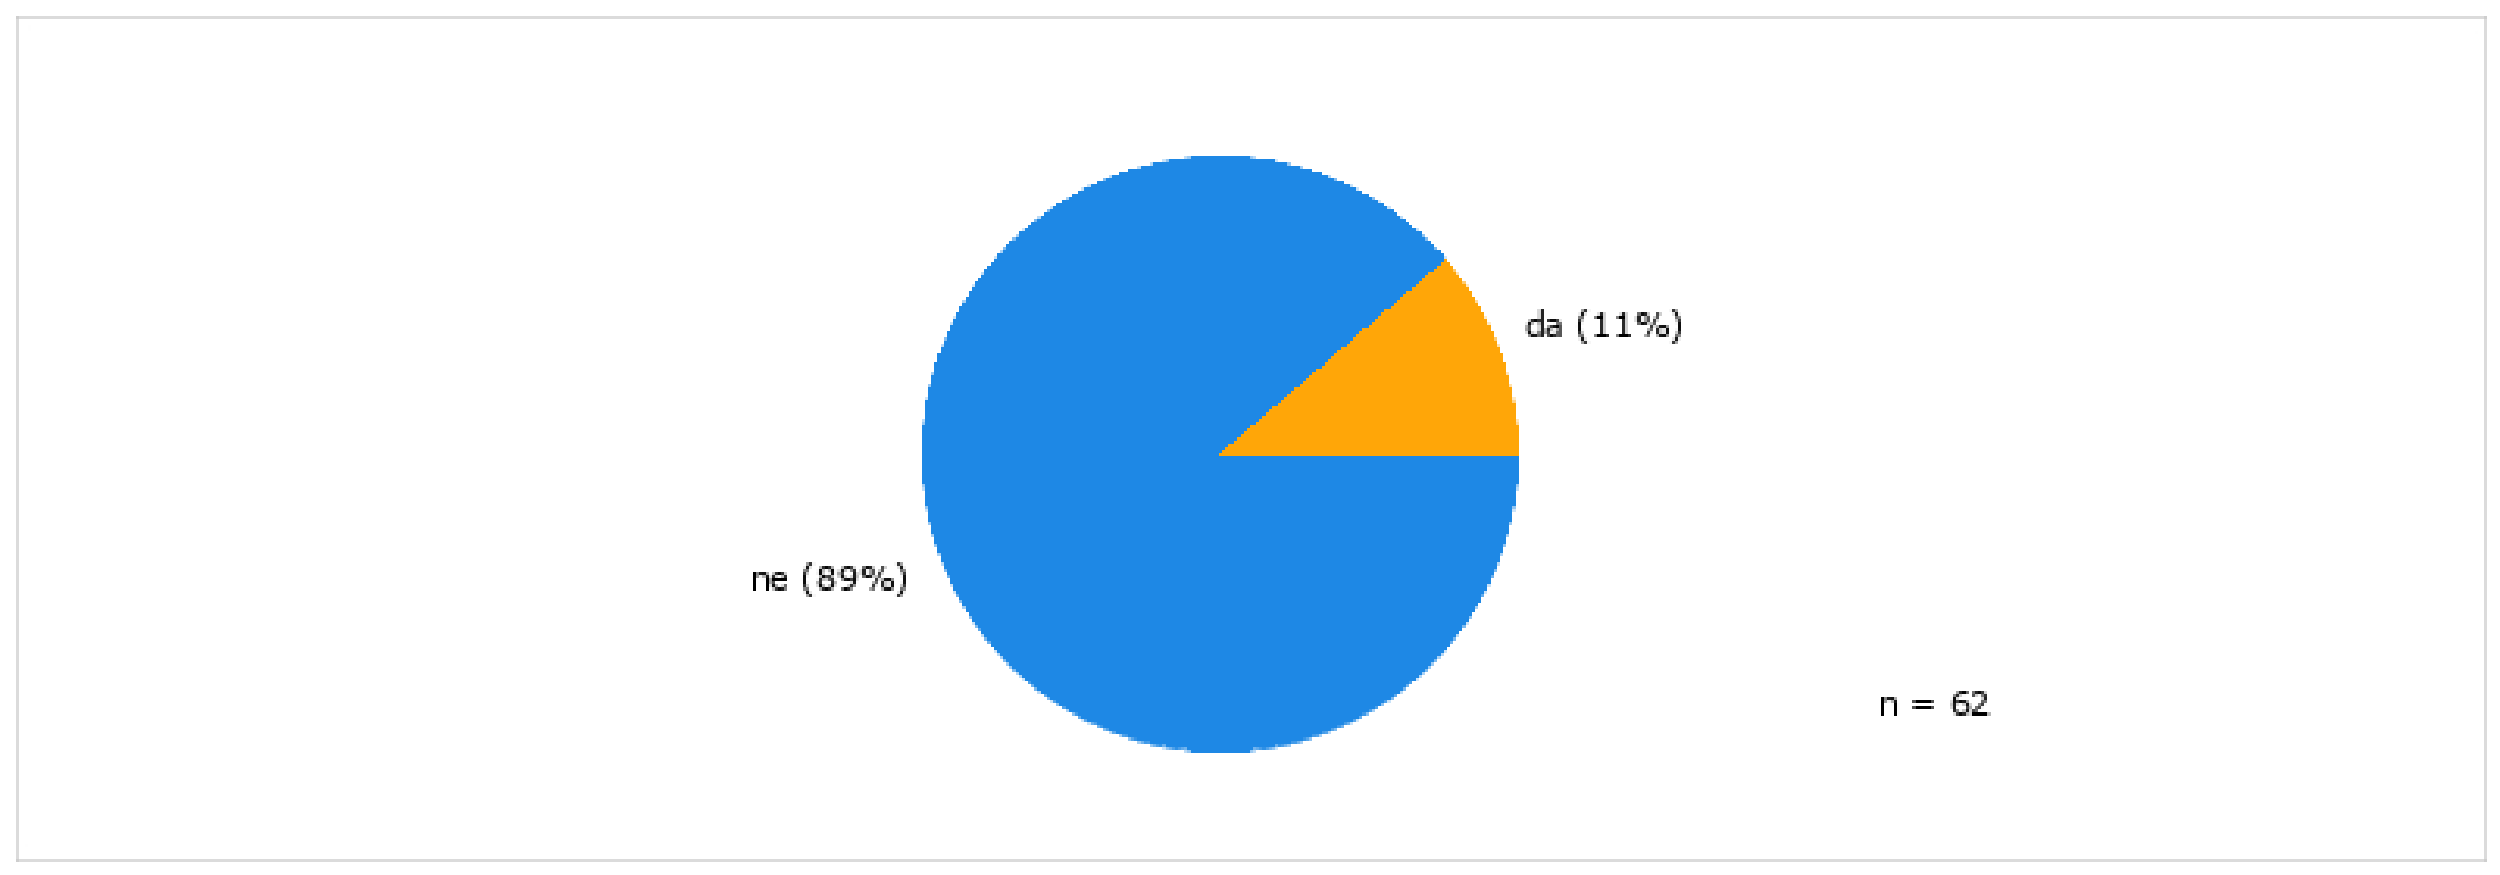 da (11%)
ne (89%)
n = 62